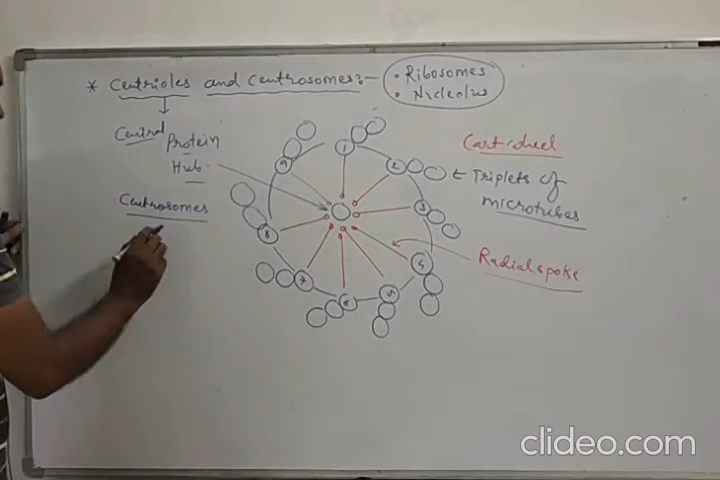 * Centrioles and Centrosomes:-
• Ribosomes
• Nucleolus
Central Protein
Hub.
Centrosomes
Cartwheel
Triplets of
microtubes
Radial spoke
1
2
3
4
5
6
7
8
9
clideo.com